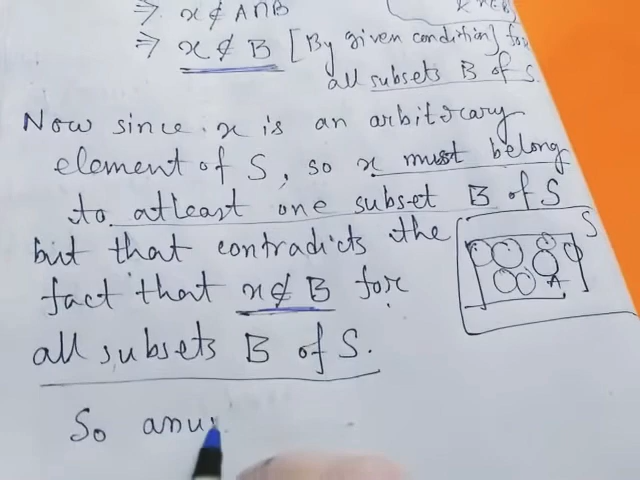 ⇒ x ∉ A∩B
⇒ x ∉ B [By given condition] for
all subsets B of S.
Now since x is an arbitrary
element of S, so x must belong
to atleast one subset B of S
but that contradicts the
fact that x ∉ B for
all subsets B of S.
S
A
So anu